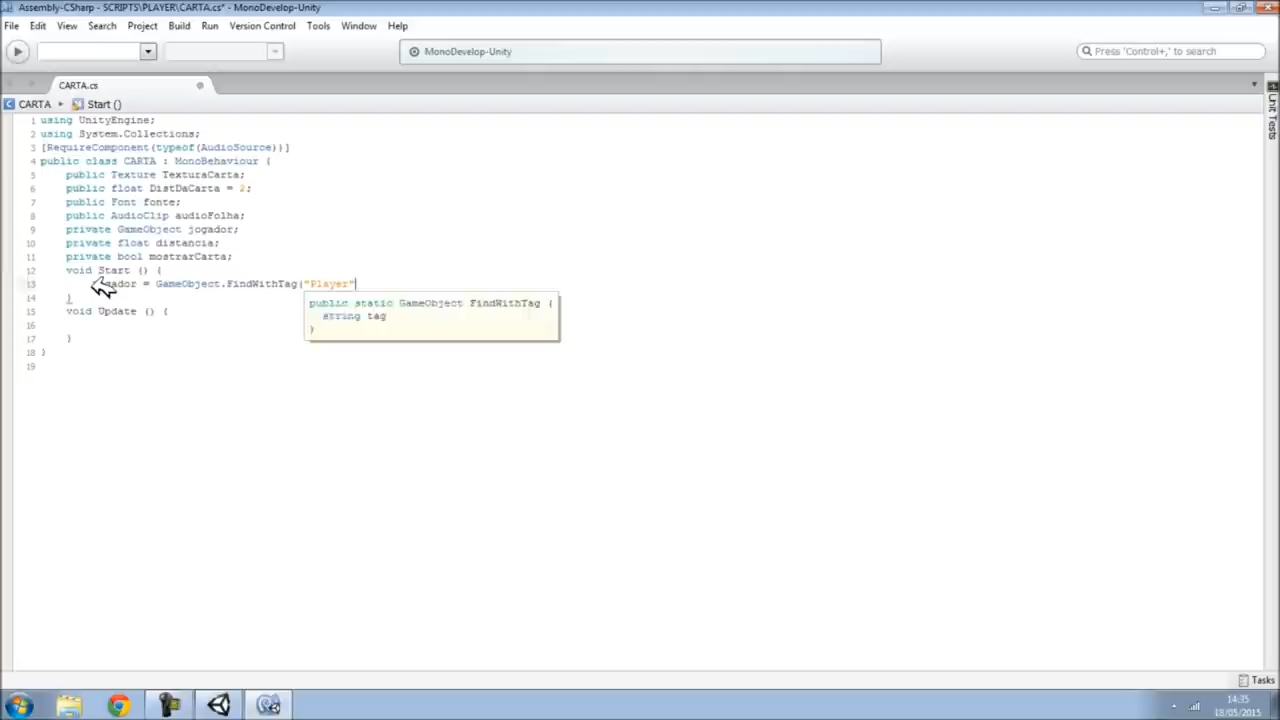 Assembly-CSharp - SCRIPTS\PLAYER\CARTA.cs* - MonoDevelop-Unity
File Edit View Search Project Build Run Version Control Tools Window Help
MonoDevelop-Unity
Press 'Control+,' to search
CARTA.cs
CARTA Start ()
Unit Tests
1 using UnityEngine;
2 using System.Collections;
3 [RequireComponent(typeof(AudioSource))]
4 public class CARTA : MonoBehaviour {
5 public Texture TexturaCarta;
6 public float DistDaCarta = 2;
7 public Font fonte;
8 public AudioClip audioFolha;
9 private GameObject jogador;
10 private float distancia;
11 private bool mostrarCarta;
12 void Start () {
13 gador = GameObject.FindWithTag("Player"
14 }
15 void Update () {
16
17 }
18 }
19
public static GameObject FindWithTag (
string tag
)
Tasks
14:35
18/05/2015